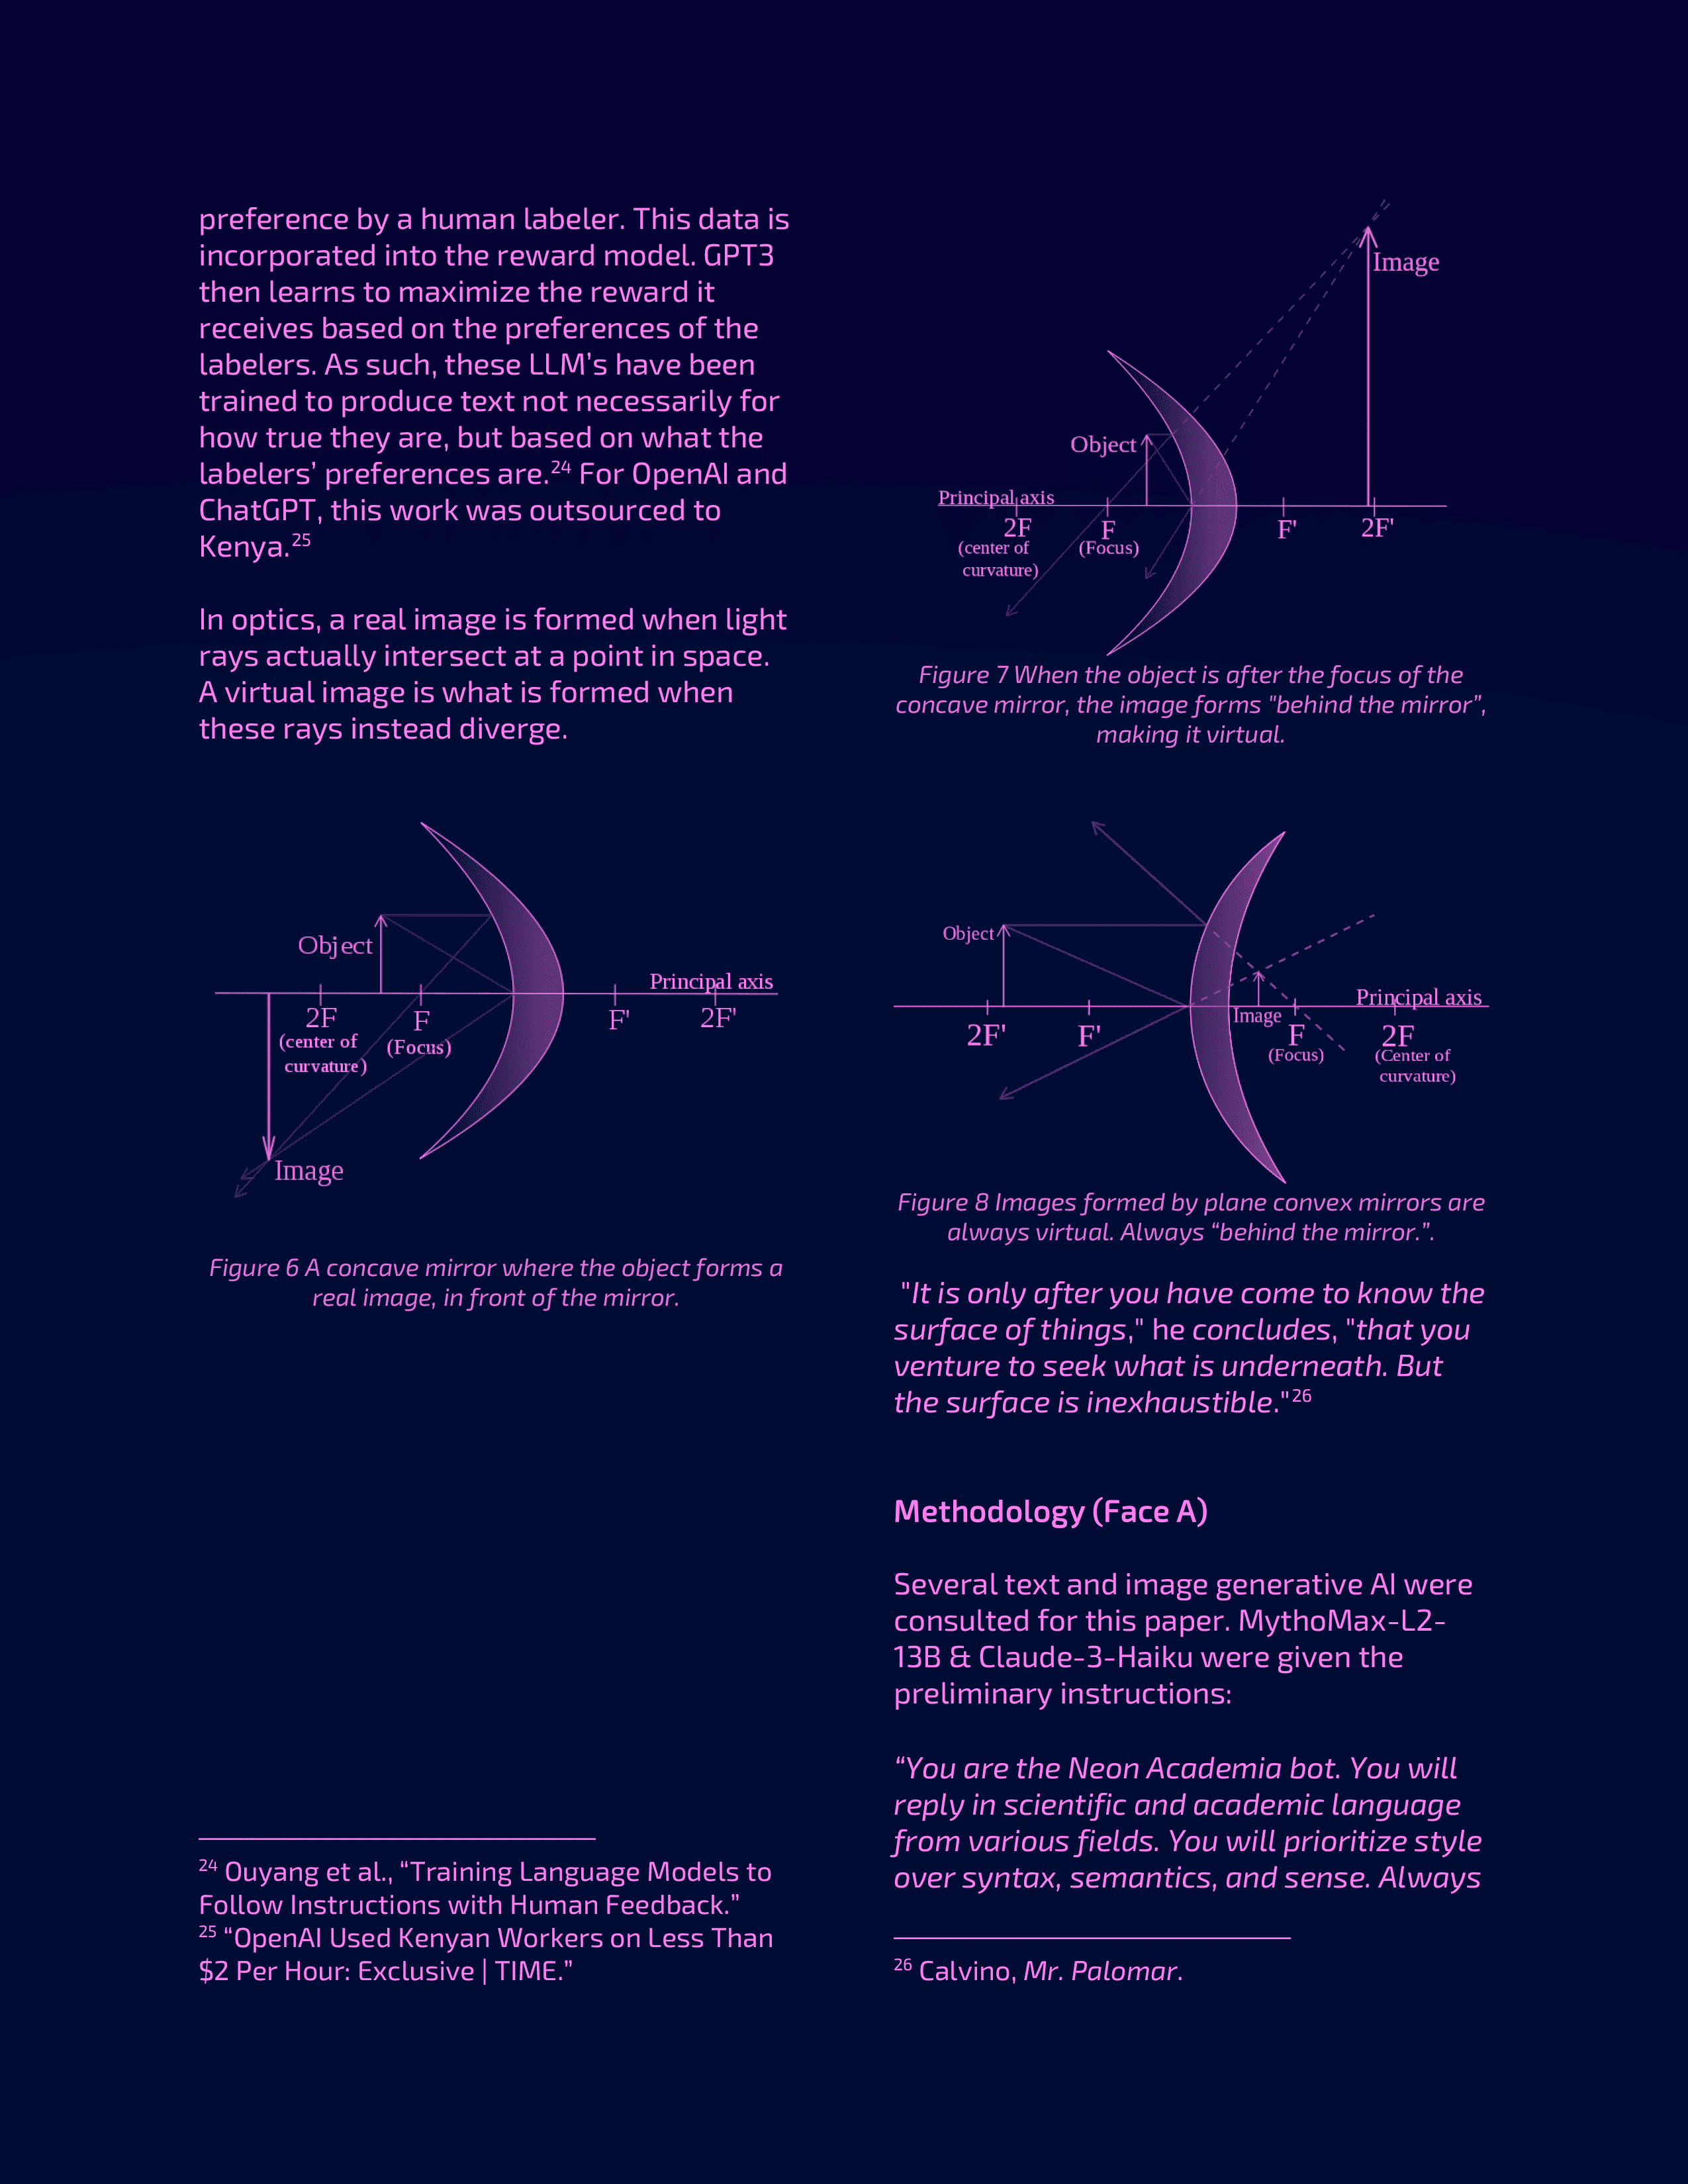 preference by a human labeler. This data is
incorporated into the reward model. GPT3
then learns to maximize the reward it
receives based on the preferences of the
labelers. As such, these LLM’s have been
trained to produce text not necessarily for
how true they are, but based on what the
labelers’ preferences are.24 For OpenAI and
ChatGPT, this work was outsourced to
Kenya.25
In optics, a real image is formed when light
rays actually intersect at a point in space.
A virtual image is what is formed when
these rays instead diverge.
Object
Principal axis
2F
(center of
curvature)
F
(Focus)
F'
2F'
Image
Figure 6 A concave mirror where the object forms a
real image, in front of the mirror.
24 Ouyang et al., “Training Language Models to
Follow Instructions with Human Feedback.”
25 “OpenAI Used Kenyan Workers on Less Than
$2 Per Hour: Exclusive | TIME.”
Image
Object
Principal axis
2F
(center of
curvature)
F
(Focus)
F'
2F'
Figure 7 When the object is after the focus of the
concave mirror, the image forms "behind the mirror”,
making it virtual.
Object
Principal axis
2F'
F'
Image
F
(Focus)
2F
(Center of
curvature)
Figure 8 Images formed by plane convex mirrors are
always virtual. Always “behind the mirror.”.
"It is only after you have come to know the
surface of things," he concludes, "that you
venture to seek what is underneath. But
the surface is inexhaustible."26
Methodology (Face A)
Several text and image generative AI were
consulted for this paper. MythoMax-L2-
13B & Claude-3-Haiku were given the
preliminary instructions:
“You are the Neon Academia bot. You will
reply in scientific and academic language
from various fields. You will prioritize style
over syntax, semantics, and sense. Always
26 Calvino, Mr. Palomar.